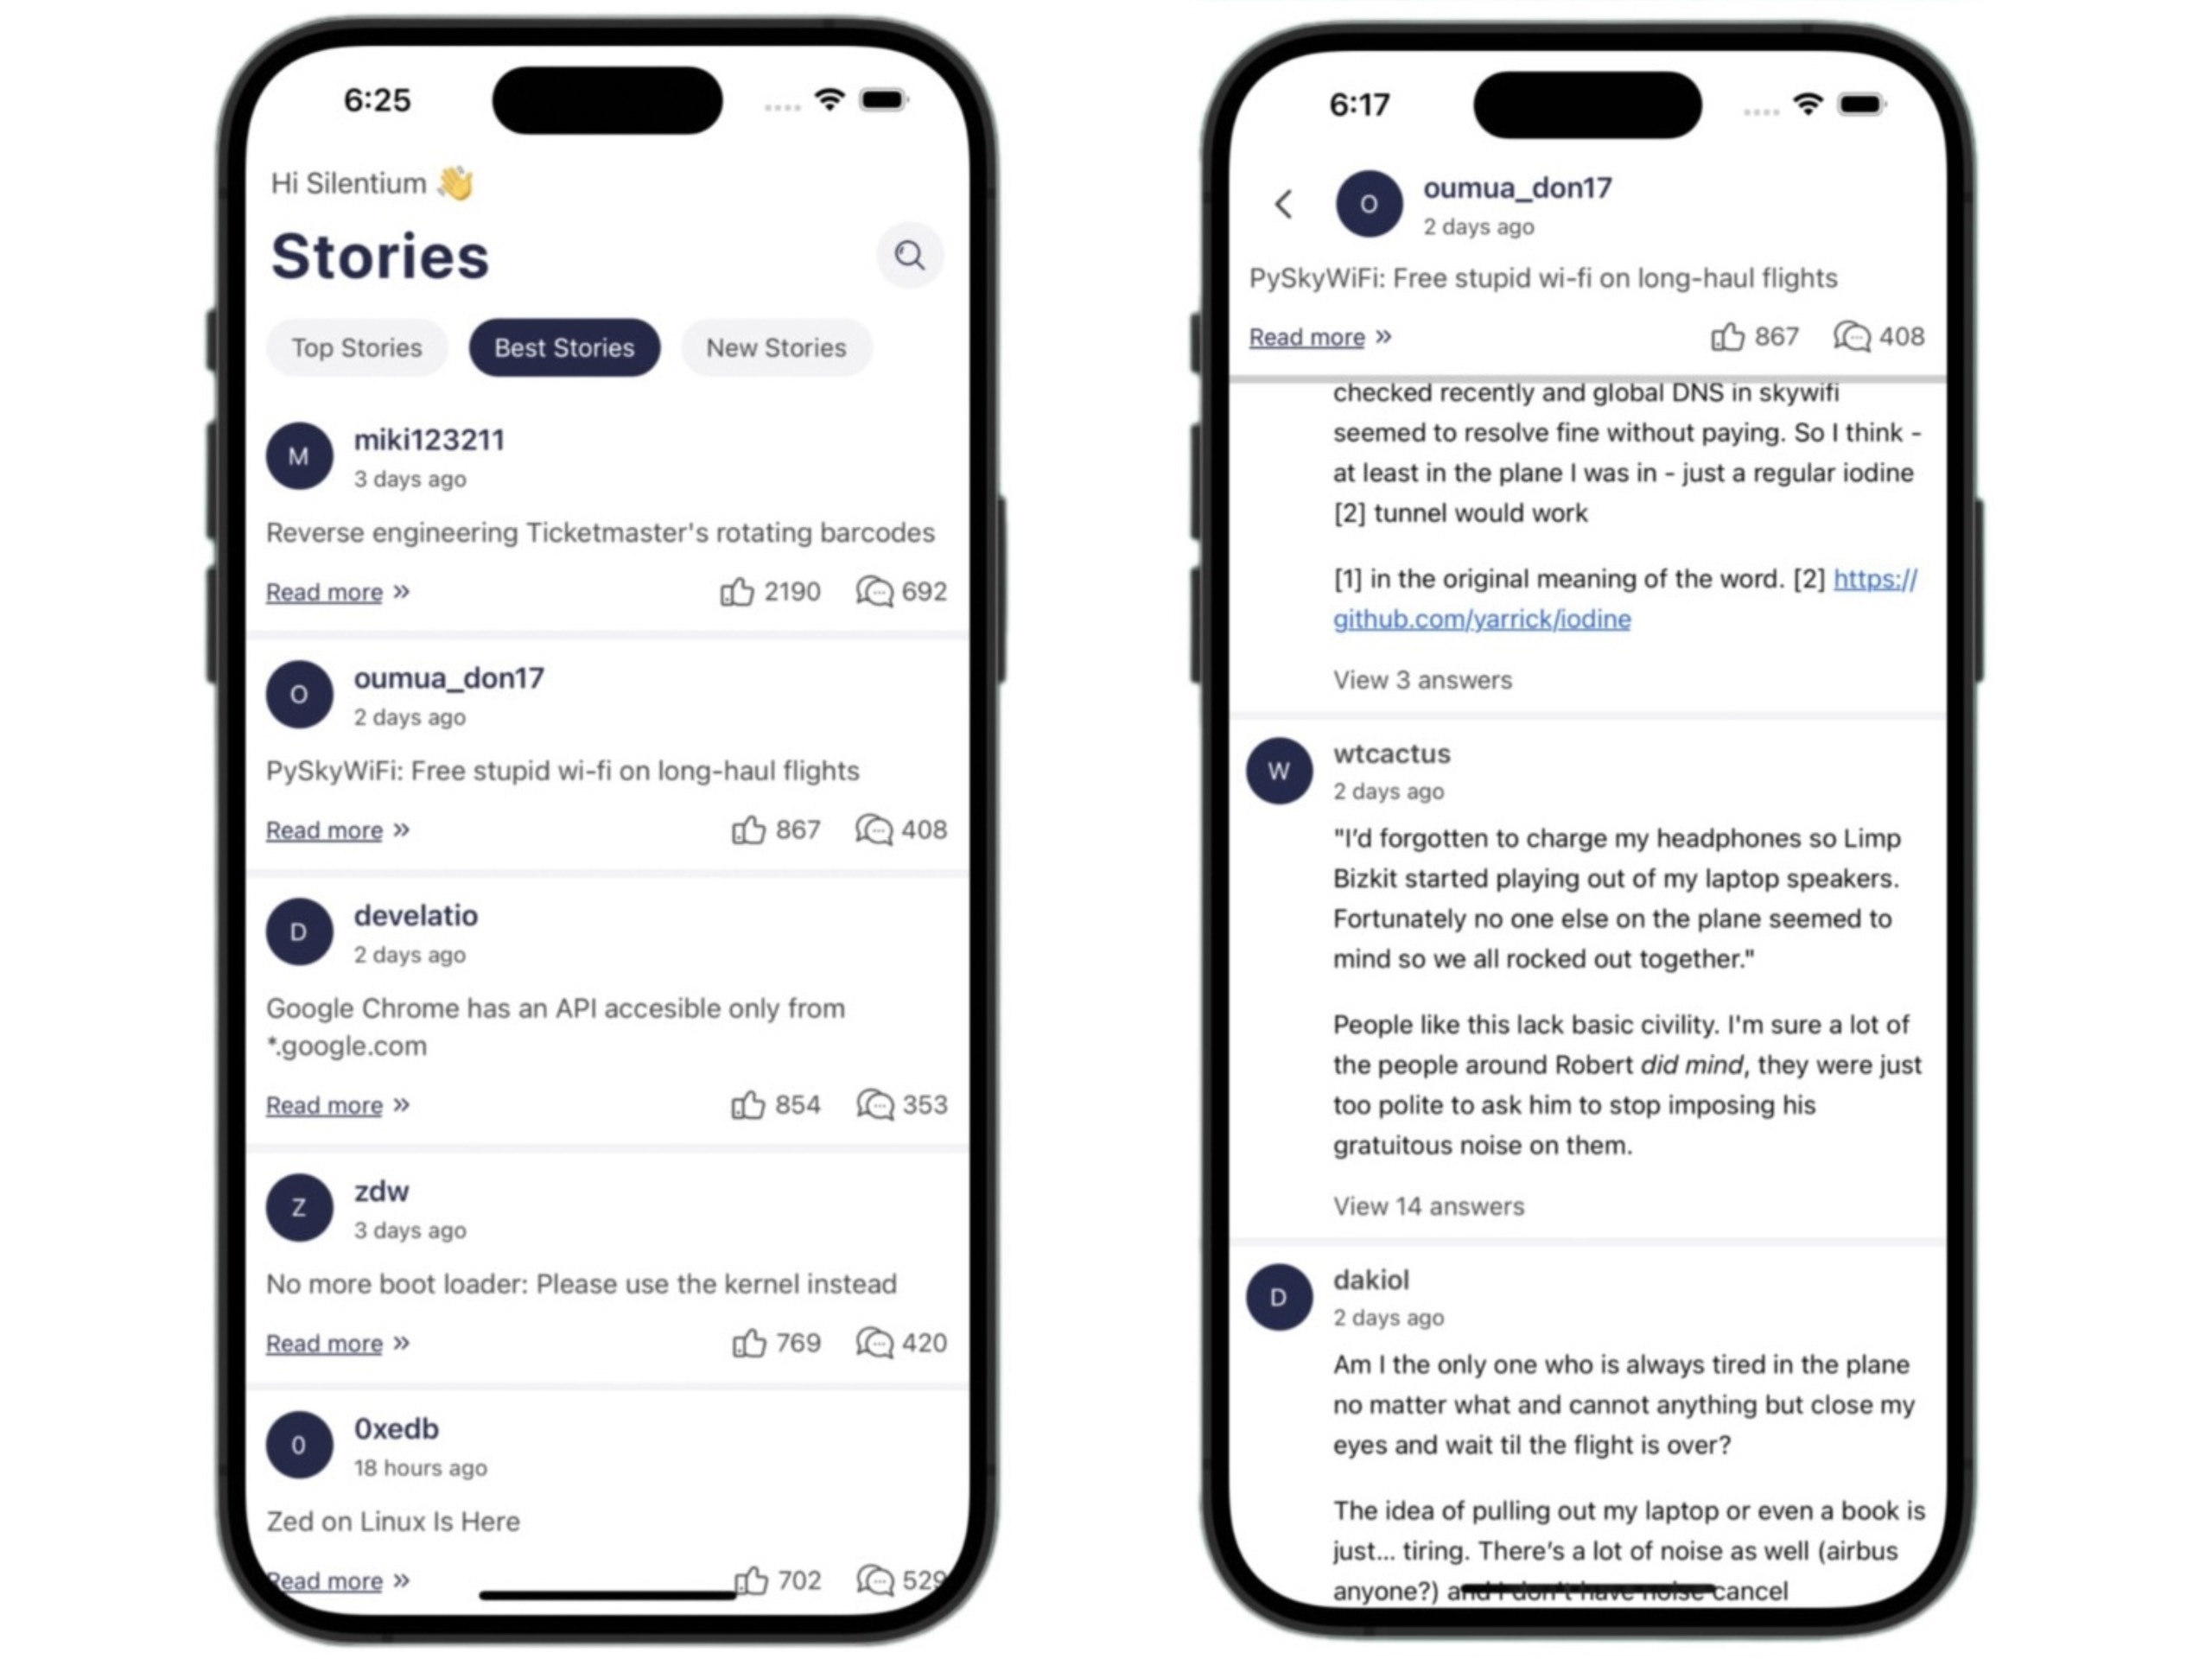 6:25
Hi Silentium 👋
Stories
Top Stories
Best Stories
New Stories
M
miki123211
3 days ago
Reverse engineering Ticketmaster's rotating barcodes
Read more »
2190
692
O
oumua_don17
2 days ago
PySkyWiFi: Free stupid wi-fi on long-haul flights
Read more »
867
408
D
develatio
2 days ago
Google Chrome has an API accesible only from
*.google.com
Read more »
854
353
Z
zdw
3 days ago
No more boot loader: Please use the kernel instead
Read more »
769
420
0
0xedb
18 hours ago
Zed on Linux Is Here
Read more »
702
529
6:17
O
oumua_don17
2 days ago
PySkyWiFi: Free stupid wi-fi on long-haul flights
Read more »
867
408
checked recently and global DNS in skywifi
seemed to resolve fine without paying. So I think -
at least in the plane I was in - just a regular iodine
[2] tunnel would work
[1] in the original meaning of the word. [2] https://
github.com/yarrick/iodine
View 3 answers
W
wtcactus
2 days ago
"I’d forgotten to charge my headphones so Limp
Bizkit started playing out of my laptop speakers.
Fortunately no one else on the plane seemed to
mind so we all rocked out together."
People like this lack basic civility. I'm sure a lot of
the people around Robert did mind, they were just
too polite to ask him to stop imposing his
gratuitous noise on them.
View 14 answers
D
dakiol
2 days ago
Am I the only one who is always tired in the plane
no matter what and cannot anything but close my
eyes and wait til the flight is over?
The idea of pulling out my laptop or even a book is
just... tiring. There’s a lot of noise as well (airbus
anyone?) and I don’t have noise cancel